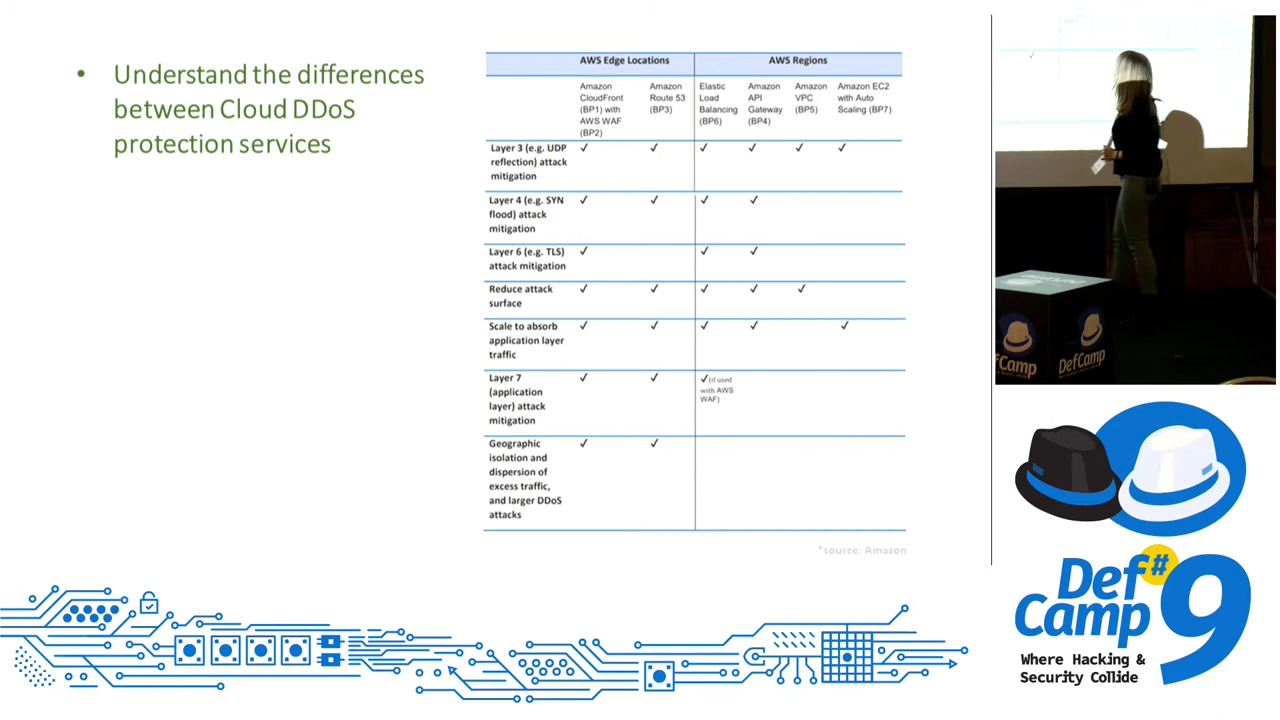 • Understand the differences
between Cloud DDoS
protection services
AWS Edge Locations
AWS Regions
Amazon
CloudFront
(BP1) with
AWS WAF
(BP2)
Amazon
Route 53
(BP3)
Elastic
Load
Balancing
(BP6)
Amazon
API
Gateway
(BP4)
Amazon
VPC
(BP5)
Amazon EC2
with Auto
Scaling (BP7)
Layer 3 (e.g. UDP ✓ ✓ ✓ ✓ ✓ ✓
reflection) attack
mitigation
Layer 4 (e.g. SYN ✓ ✓ ✓ ✓
flood) attack
mitigation
Layer 6 (e.g. TLS) ✓ ✓ ✓
attack mitigation
Reduce attack ✓ ✓ ✓ ✓ ✓
surface
Scale to absorb ✓ ✓ ✓ ✓ ✓
application layer
traffic
Layer 7 ✓ ✓ ✓(if used
(application with AWS
layer) attack WAF)
mitigation
Geographic ✓ ✓
isolation and
dispersion of
excess traffic,
and larger DDoS
attacks
*source: Amazon
Camp
DefCamp
Def#
Camp 9
Where Hacking &
Security Collide